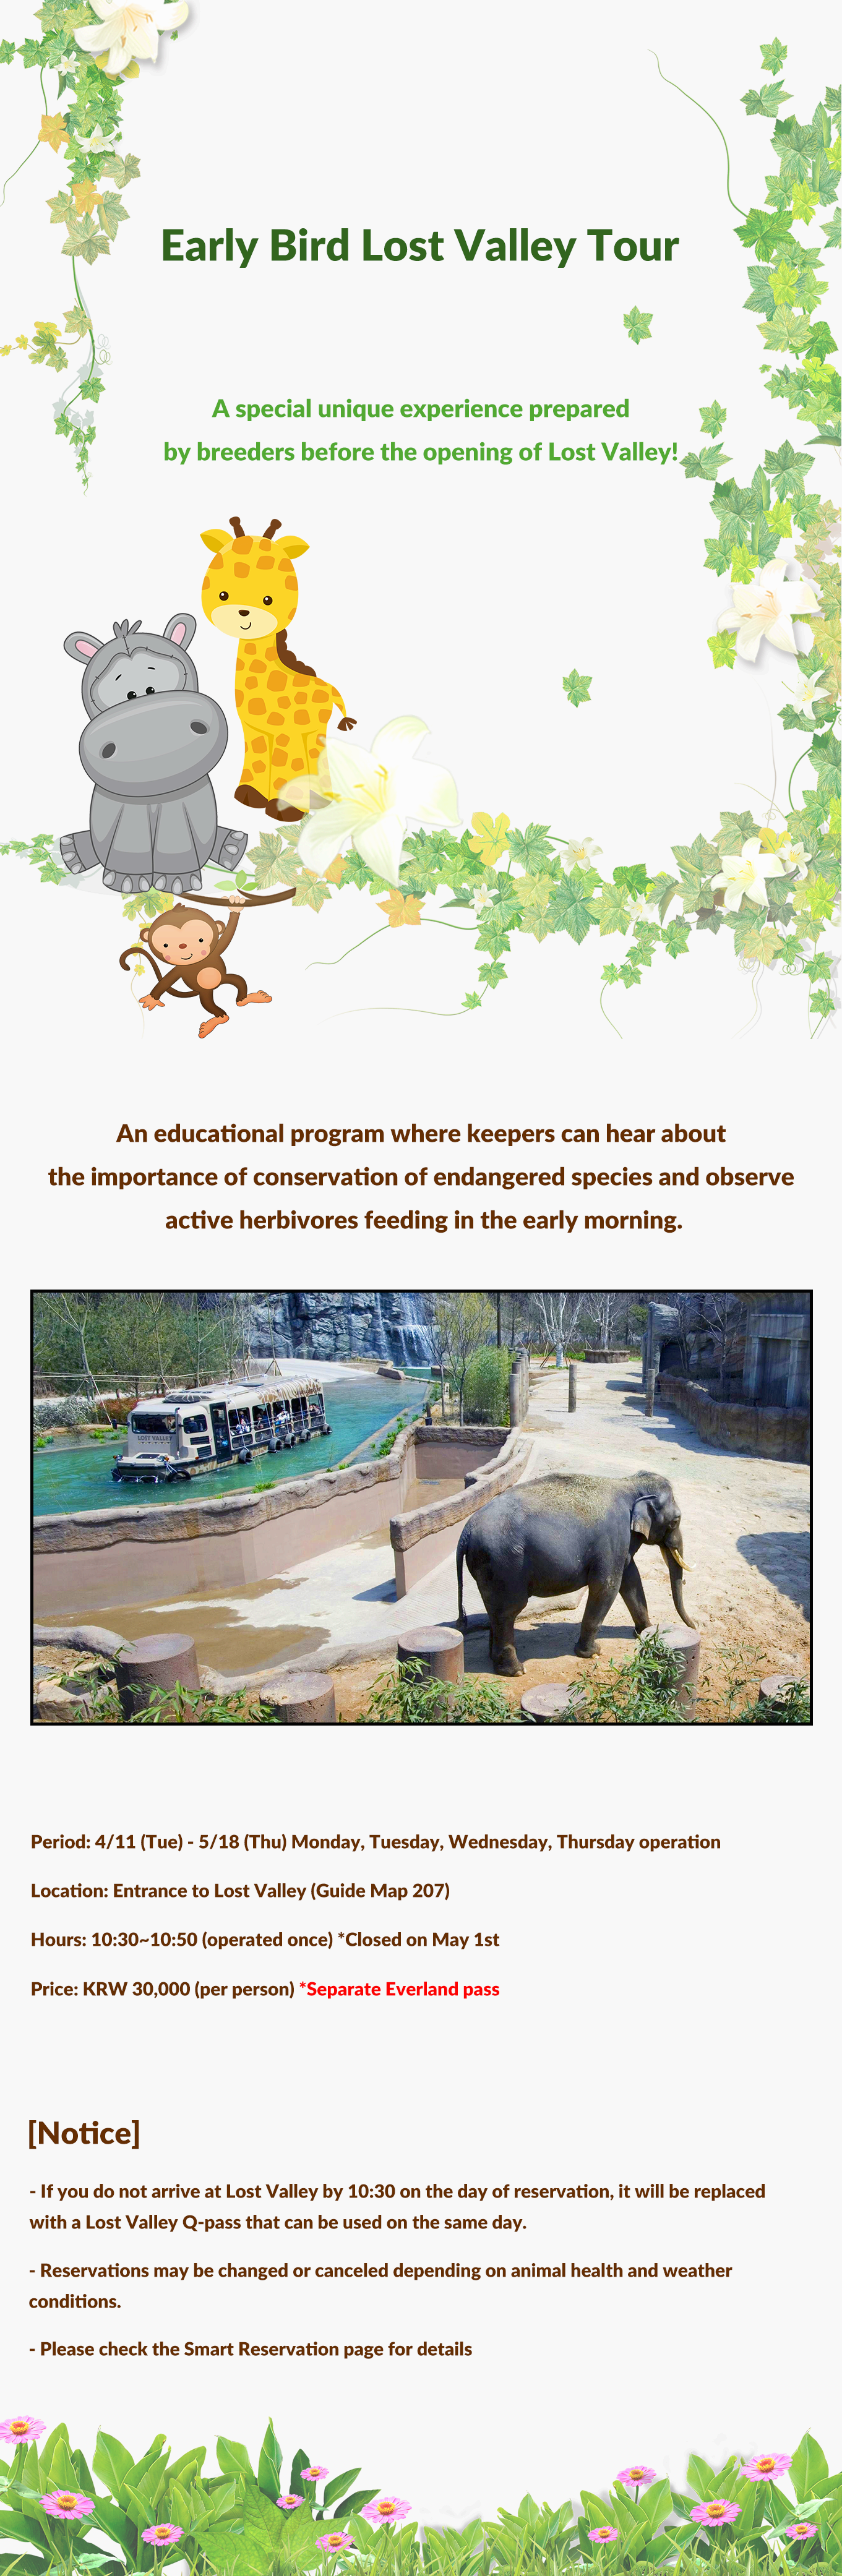 Early Bird Lost Valley Tour
A special unique experience prepared
by breeders before the opening of Lost Valley!
An educational program where keepers can hear about
the importance of conservation of endangered species and observe
active herbivores feeding in the early morning.
LOST VALLEY
Period: 4/11 (Tue) - 5/18 (Thu) Monday, Tuesday, Wednesday, Thursday operation
Location: Entrance to Lost Valley (Guide Map 207)
Hours: 10:30~10:50 (operated once) *Closed on May 1st
Price: KRW 30,000 (per person) *Separate Everland pass
[Notice]
- If you do not arrive at Lost Valley by 10:30 on the day of reservation, it will be replaced
with a Lost Valley Q-pass that can be used on the same day.
- Reservations may be changed or canceled depending on animal health and weather
conditions.
- Please check the Smart Reservation page for details